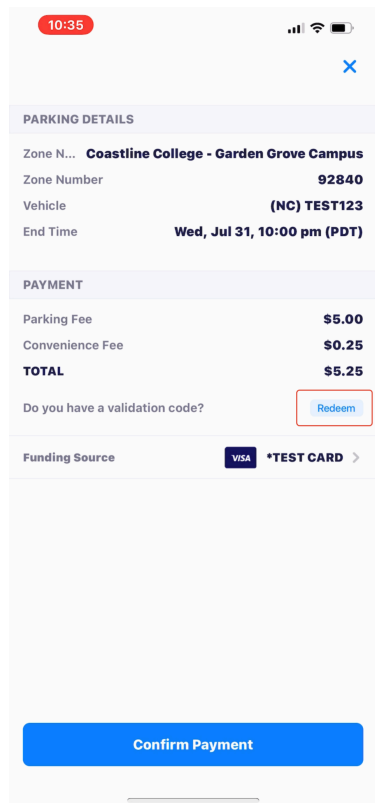 10:35
PARKING DETAILS
Zone N... Coastline College - Garden Grove Campus
Zone Number 92840
Vehicle (NC) TEST123
End Time Wed, Jul 31, 10:00 pm (PDT)
PAYMENT
Parking Fee $5.00
Convenience Fee $0.25
TOTAL $5.25
Do you have a validation code? Redeem
Funding Source VISA *TEST CARD
Confirm Payment